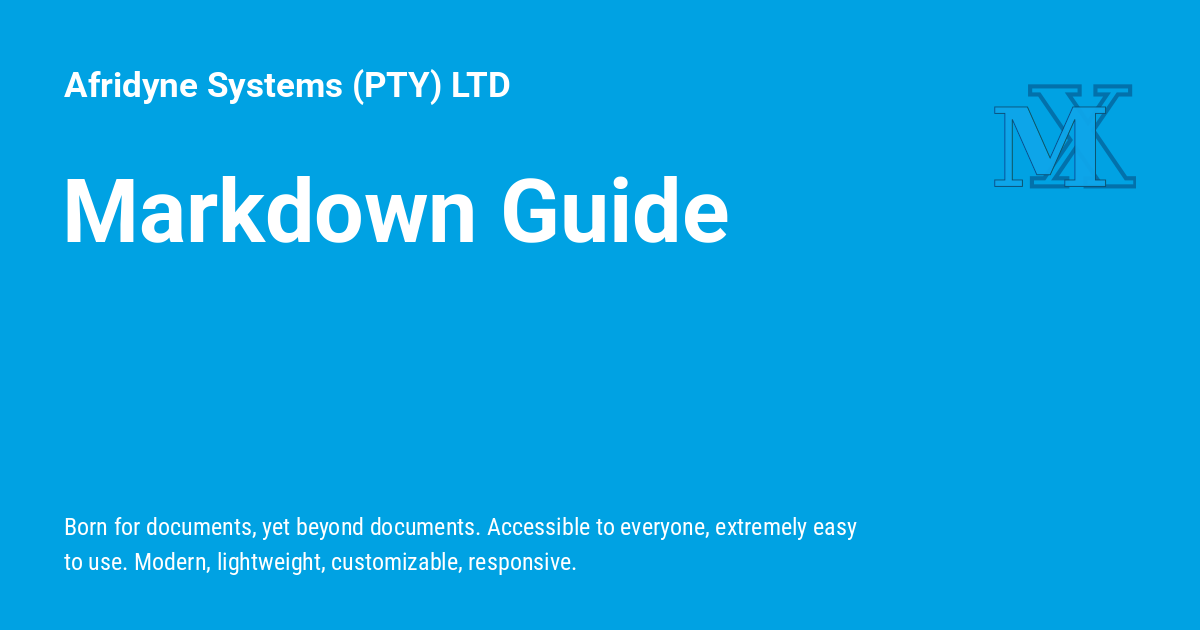 Afridyne Systems (PTY) LTD
MX
Markdown Guide
Born for documents, yet beyond documents. Accessible to everyone, extremely easy
to use. Modern, lightweight, customizable, responsive.